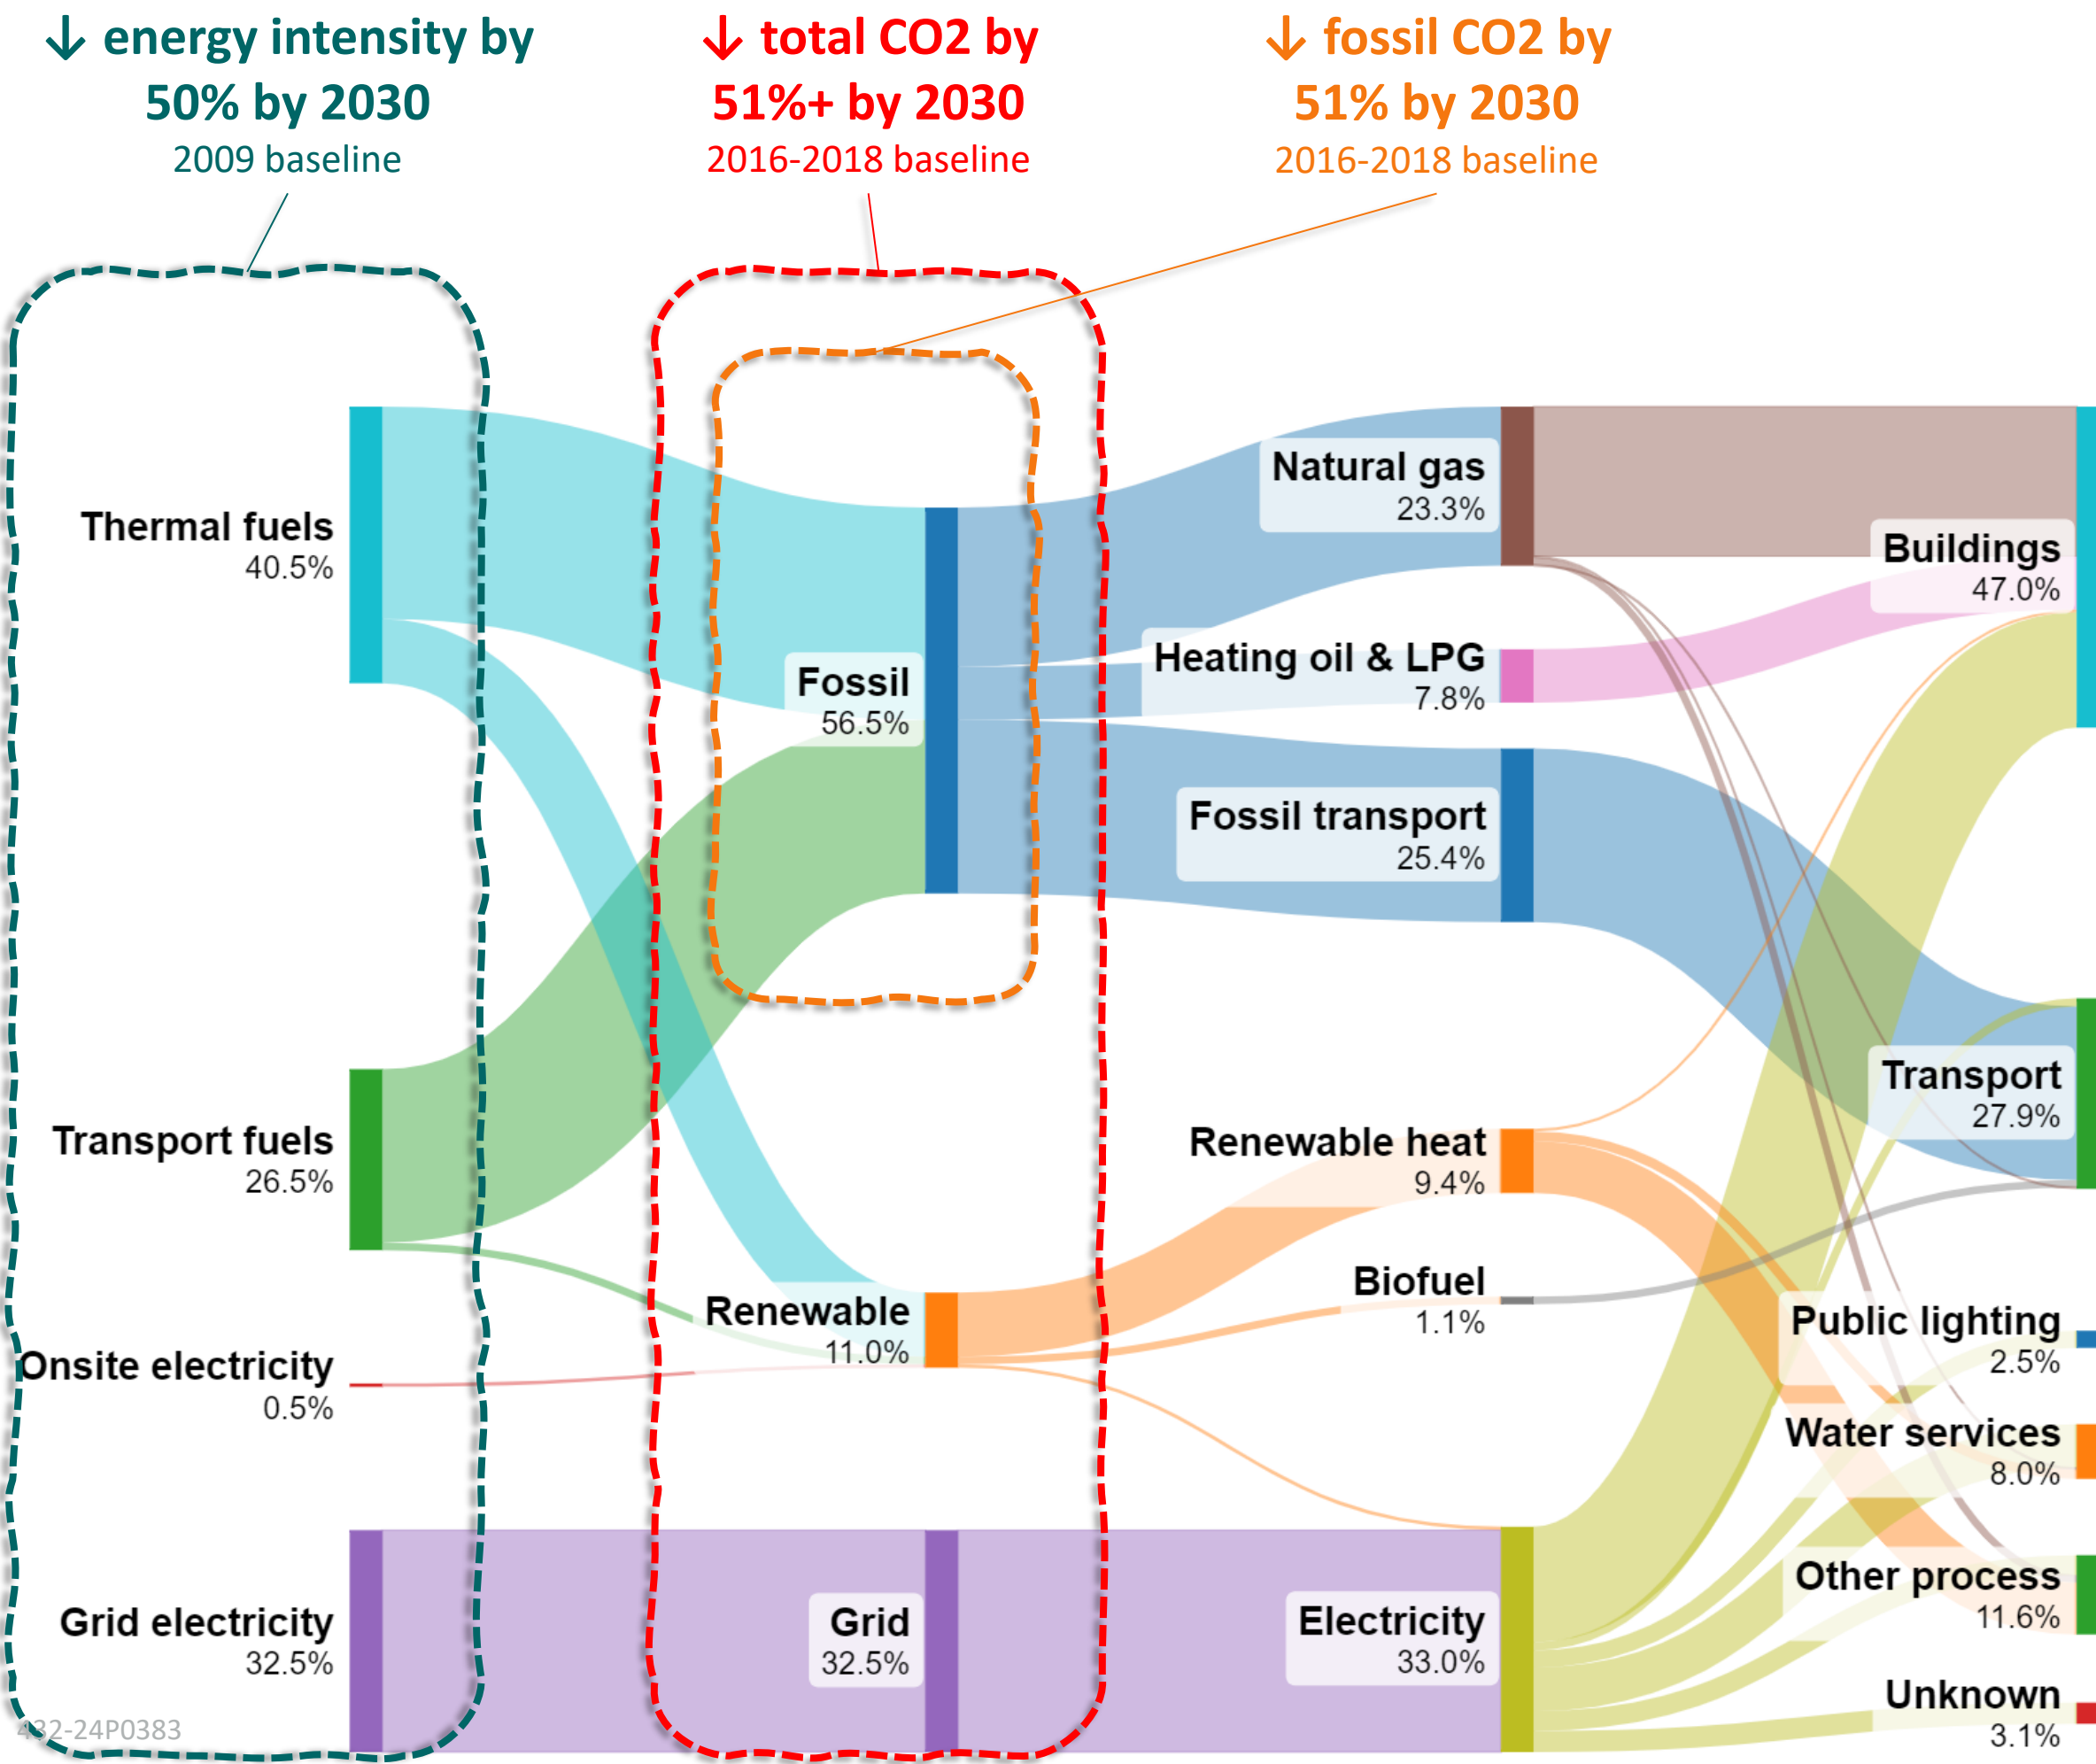 ↓ energy intensity by
50% by 2030
2009 baseline
↓ total CO2 by
51%+ by 2030
2016-2018 baseline
↓ fossil CO2 by
51% by 2030
2016-2018 baseline
Thermal fuels
40.5%
Transport fuels
26.5%
Onsite electricity
0.5%
Grid electricity
32.5%
Fossil
56.5%
Renewable
11.0%
Grid
32.5%
Natural gas
23.3%
Heating oil & LPG
7.8%
Fossil transport
25.4%
Renewable heat
9.4%
Biofuel
1.1%
Electricity
33.0%
Buildings
47.0%
Transport
27.9%
Public lighting
2.5%
Water services
8.0%
Other process
11.6%
Unknown
3.1%
432-24P0383